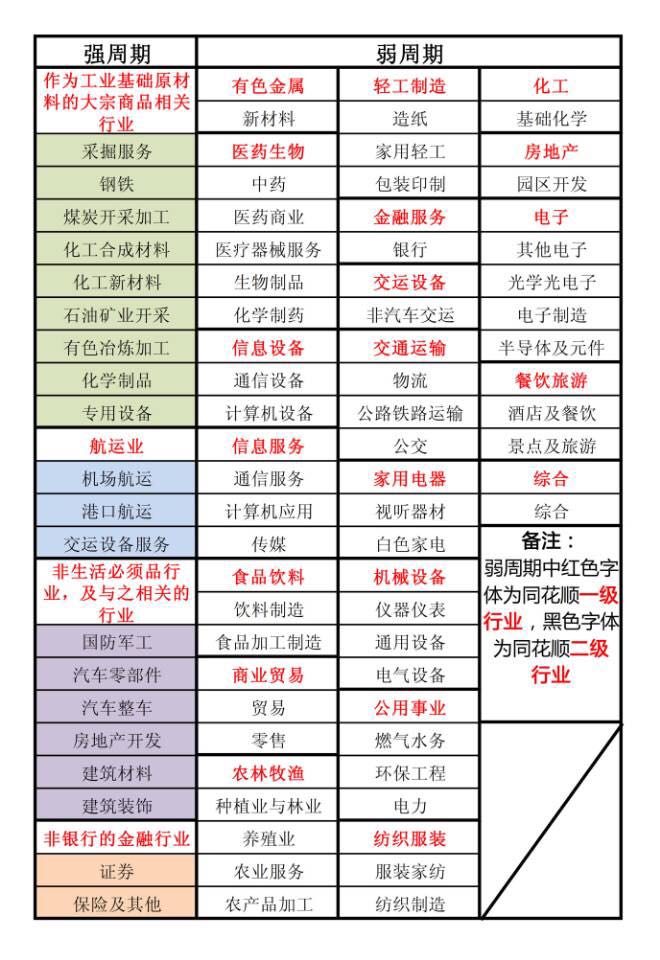 强周期
弱周期
作为工业基础原材
料的大宗商品相关
行业
采掘服务
钢铁
煤炭开采加工
化工合成材料
化工新材料
石油矿业开采
有色冶炼加工
化学制品
专用设备
航运业
机场航运
港口航运
交运设备服务
非生活必须品行
业，及与之相关的
行业
国防军工
汽车零部件
汽车整车
房地产开发
建筑材料
建筑装饰
非银行的金融行业
证券
保险及其他
有色金属
新材料
医药生物
中药
医药商业
医疗器械服务
生物制品
化学制药
信息设备
通信设备
计算机设备
信息服务
通信服务
计算机应用
传媒
食品饮料
饮料制造
食品加工制造
商业贸易
贸易
零售
农林牧渔
种植业与林业
养殖业
农业服务
农产品加工
轻工制造
造纸
家用轻工
包装印制
金融服务
银行
交运设备
非汽车交运
交通运输
物流
公路铁路运输
公交
家用电器
视听器材
白色家电
机械设备
仪器仪表
通用设备
电气设备
公用事业
燃气水务
环保工程
电力
纺织服装
服装家纺
纺织制造
化工
基础化学
房地产
园区开发
电子
其他电子
光学光电子
电子制造
半导体及元件
餐饮旅游
酒店及餐饮
景点及旅游
综合
综合
备注：
弱周期中红色字
体为同花顺一级
行业，黑色字体
为同花顺二级
行业